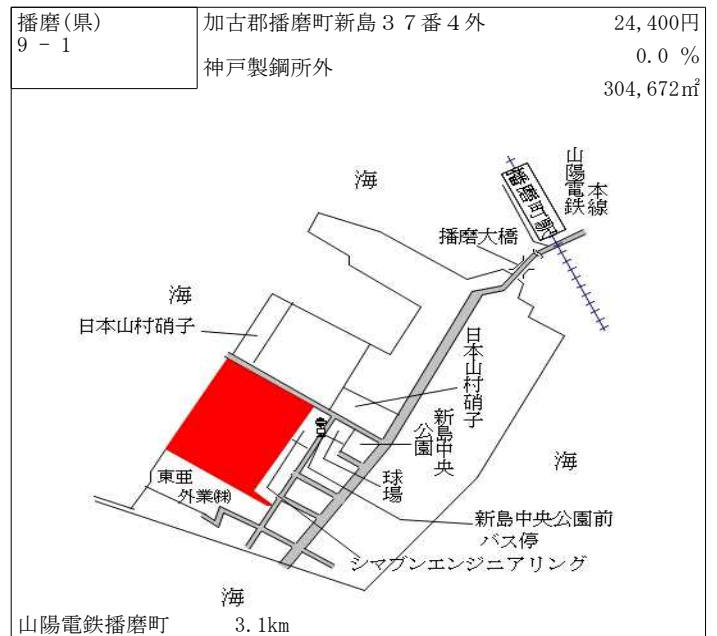 播磨(県)
9 - 1
加古郡播磨町新島３７番４外
神戸製鋼所外
24,400円
0.0 %
304,672㎡
海
山陽電鉄
本線
播磨町駅
播磨大橋
海
日本山村硝子
日本山村硝子
新島中央
公園
海
球場
東亜
外業㈱
新島中央公園前
バス停
シマブンエンジニアリング
海
山陽電鉄播磨町 3.1km